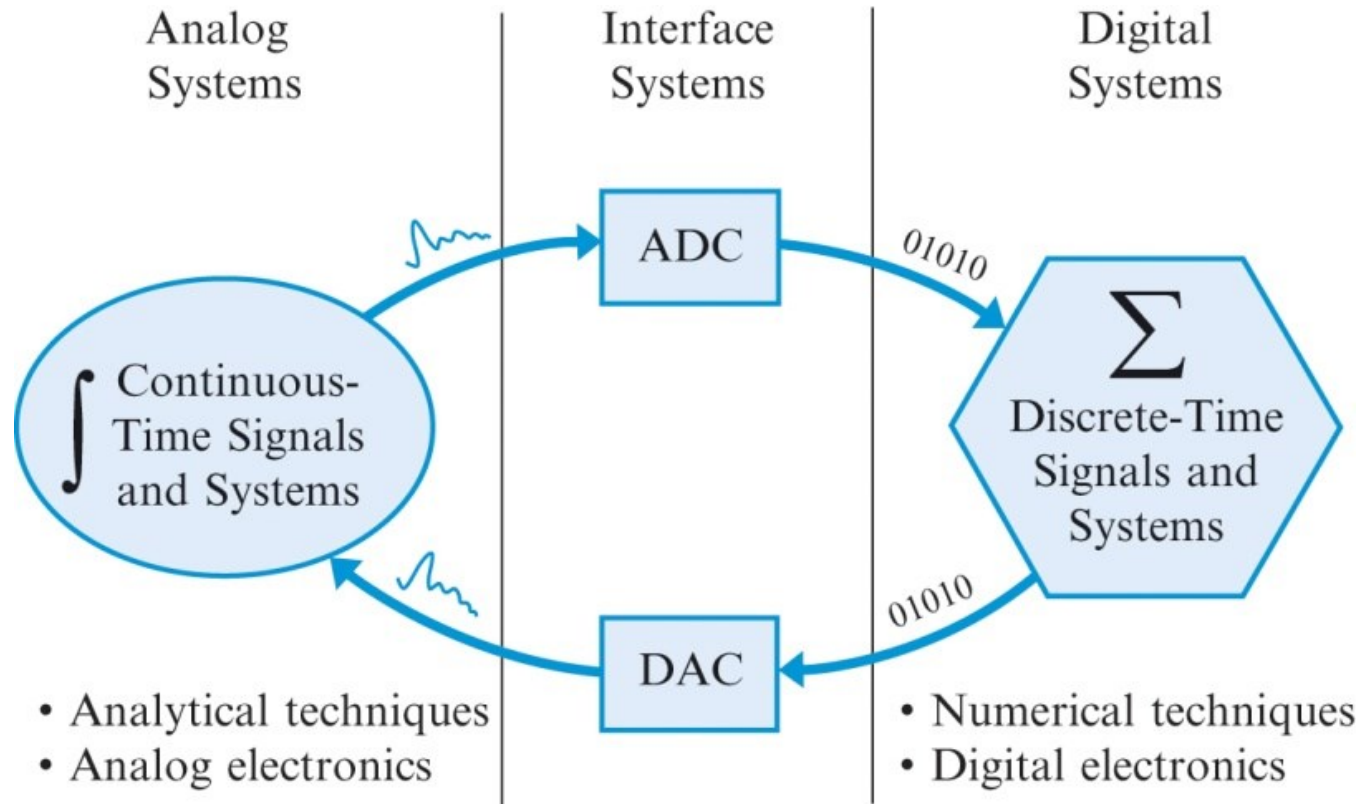 Analog
Systems
Interface
Systems
Digital
Systems
ADC
01010
∫
Continuous-
Time Signals
and Systems
∑
Discrete-Time
Signals and
Systems
01010
DAC
• Analytical techniques
• Analog electronics
• Numerical techniques
• Digital electronics